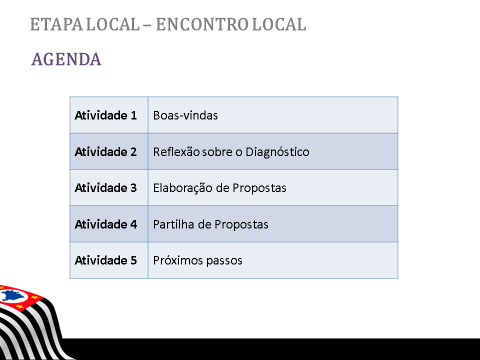 ETAPA LOCAL – ENCONTRO LOCAL
AGENDA
Atividade 1 Boas-vindas
Atividade 2 Reflexão sobre o Diagnóstico
Atividade 3 Elaboração de Propostas
Atividade 4 Partilha de Propostas
Atividade 5 Próximos passos